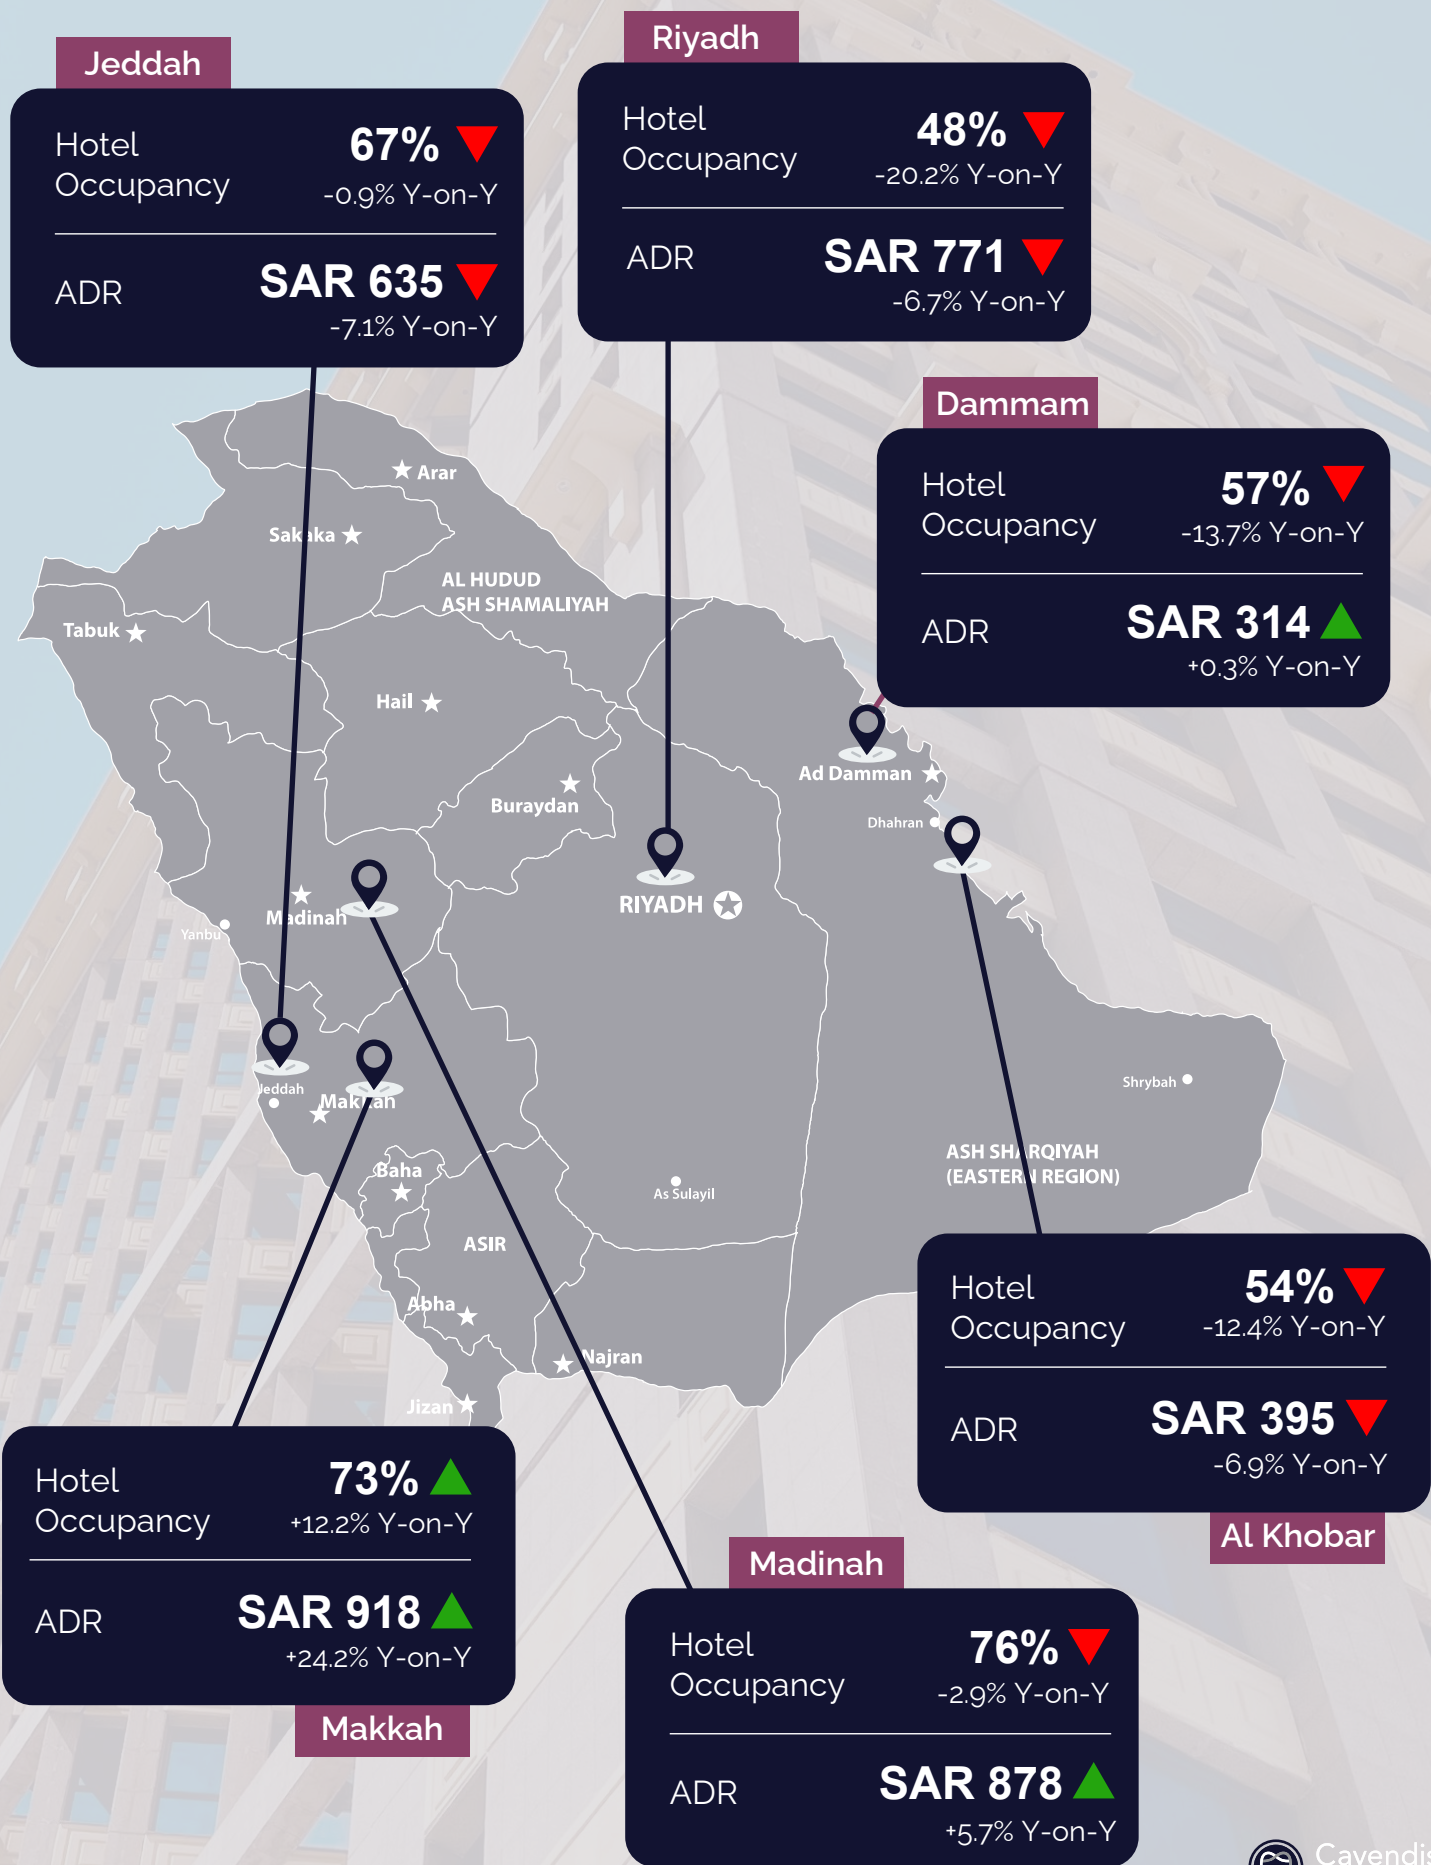 Jeddah
Hotel
Occupancy
67%
-0.9% Y-on-Y
ADR
SAR 635
-7.1% Y-on-Y
Riyadh
Hotel
Occupancy
48%
-20.2% Y-on-Y
ADR
SAR 771
-6.7% Y-on-Y
Dammam
Hotel
Occupancy
57%
-13.7% Y-on-Y
ADR
SAR 314
+0.3% Y-on-Y
Arar
Sakaka
AL HUDUD
ASH SHAMALIYAH
Tabuk
Hail
Buraydan
Ad Damman
Dhahran
RIYADH
Madinah
Yanbu
Jeddah
Makkah
Shrybah
Baha
As Sulayil
ASH SHARQIYAH
(EASTERN REGION)
ASIR
Abha
Najran
Jizan
Hotel
Occupancy
54%
-12.4% Y-on-Y
ADR
SAR 395
-6.9% Y-on-Y
Al Khobar
Hotel
Occupancy
73%
+12.2% Y-on-Y
ADR
SAR 918
+24.2% Y-on-Y
Makkah
Madinah
Hotel
Occupancy
76%
-2.9% Y-on-Y
ADR
SAR 878
+5.7% Y-on-Y
Cavendis